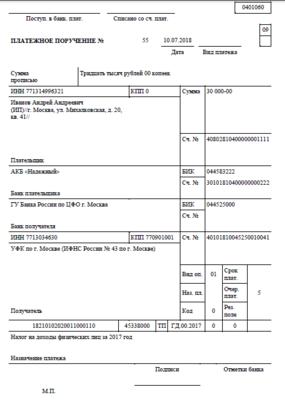 0401060
Поступ. в банк. плат. Списано со сч. плат.
09
ПЛАТЕЖНОЕ ПОРУЧЕНИЕ № 55 10.07.2018
Дата Вид платежа
Сумма прописью Тридцать тысяч рублей 00 копеек
ИНН 771314996321 КПП 0 Сумма 30 000-00
Иванов Андрей Андреевич
(ИП)//г. Москва, ул. Михалковская, д. 20,
кв. 41//
Сч. № 40802810400000001111
Плательщик
АКБ «Надежный» БИК 044583222
Сч. № 30101810400000000222
Банк плательщика
ГУ Банка России по ЦФО г. Москва БИК 044525000
Сч. №
Банк получателя
ИНН 7713034630 КПП 770901001 Сч. № 40101810045250010041
УФК по г. Москве (ИФНС России № 43 по г. Москве)
Вид оп. 01 Срок плат.
Наз. пл. Очер. плат. 5
Получатель Код 0 Рез. поле
18210102020011000110 45338000 ТП ГД.00.2017 0 0
Налог на доходы физических лиц за 2017 год
Назначение платежа
Подписи Отметки банка
М.П.